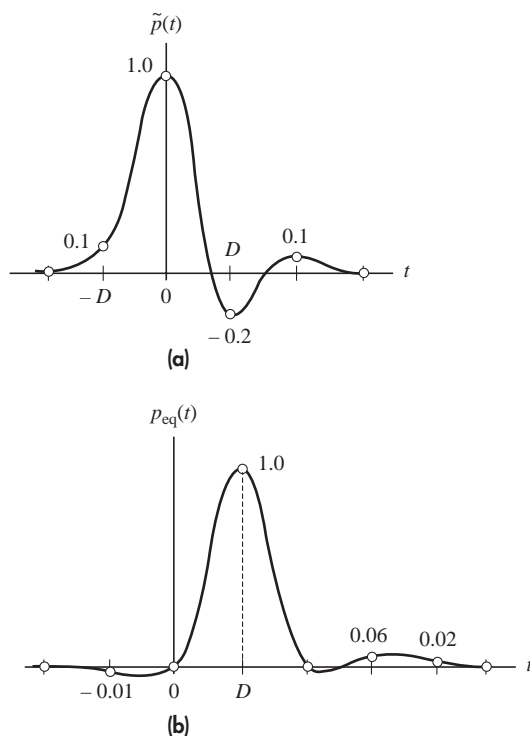 p̃(t)
1.0
0.1
D
0.1
t
– D
0
– 0.2
(a)
p_eq(t)
1.0
0.06
0.02
t
– 0.01
0
D
(b)